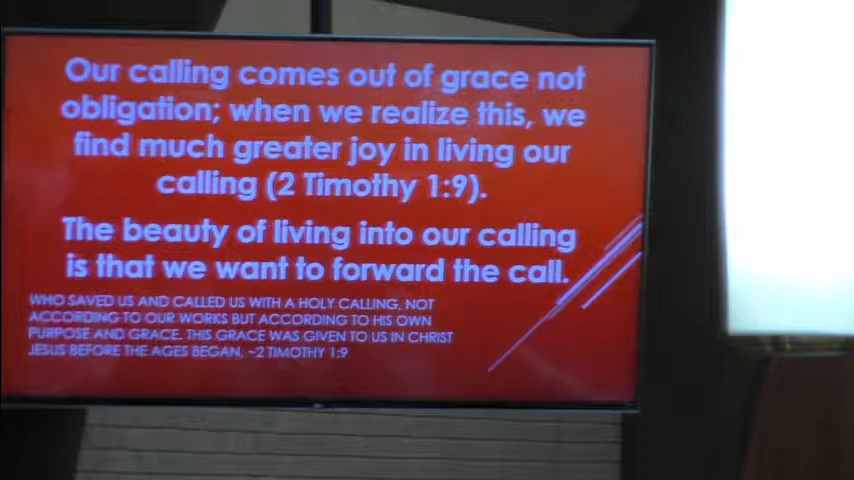 Our calling comes out of grace not
obligation; when we realize this, we
find much greater joy in living our
calling (2 Timothy 1:9).
The beauty of living into our calling
is that we want to forward the call.
WHO SAVED US AND CALLED US WITH A HOLY CALLING, NOT
ACCORDING TO OUR WORKS BUT ACCORDING TO HIS OWN
PURPOSE AND GRACE. THIS GRACE WAS GIVEN TO US IN CHRIST
JESUS BEFORE THE AGES BEGAN, ~2 TIMOTHY 1:9